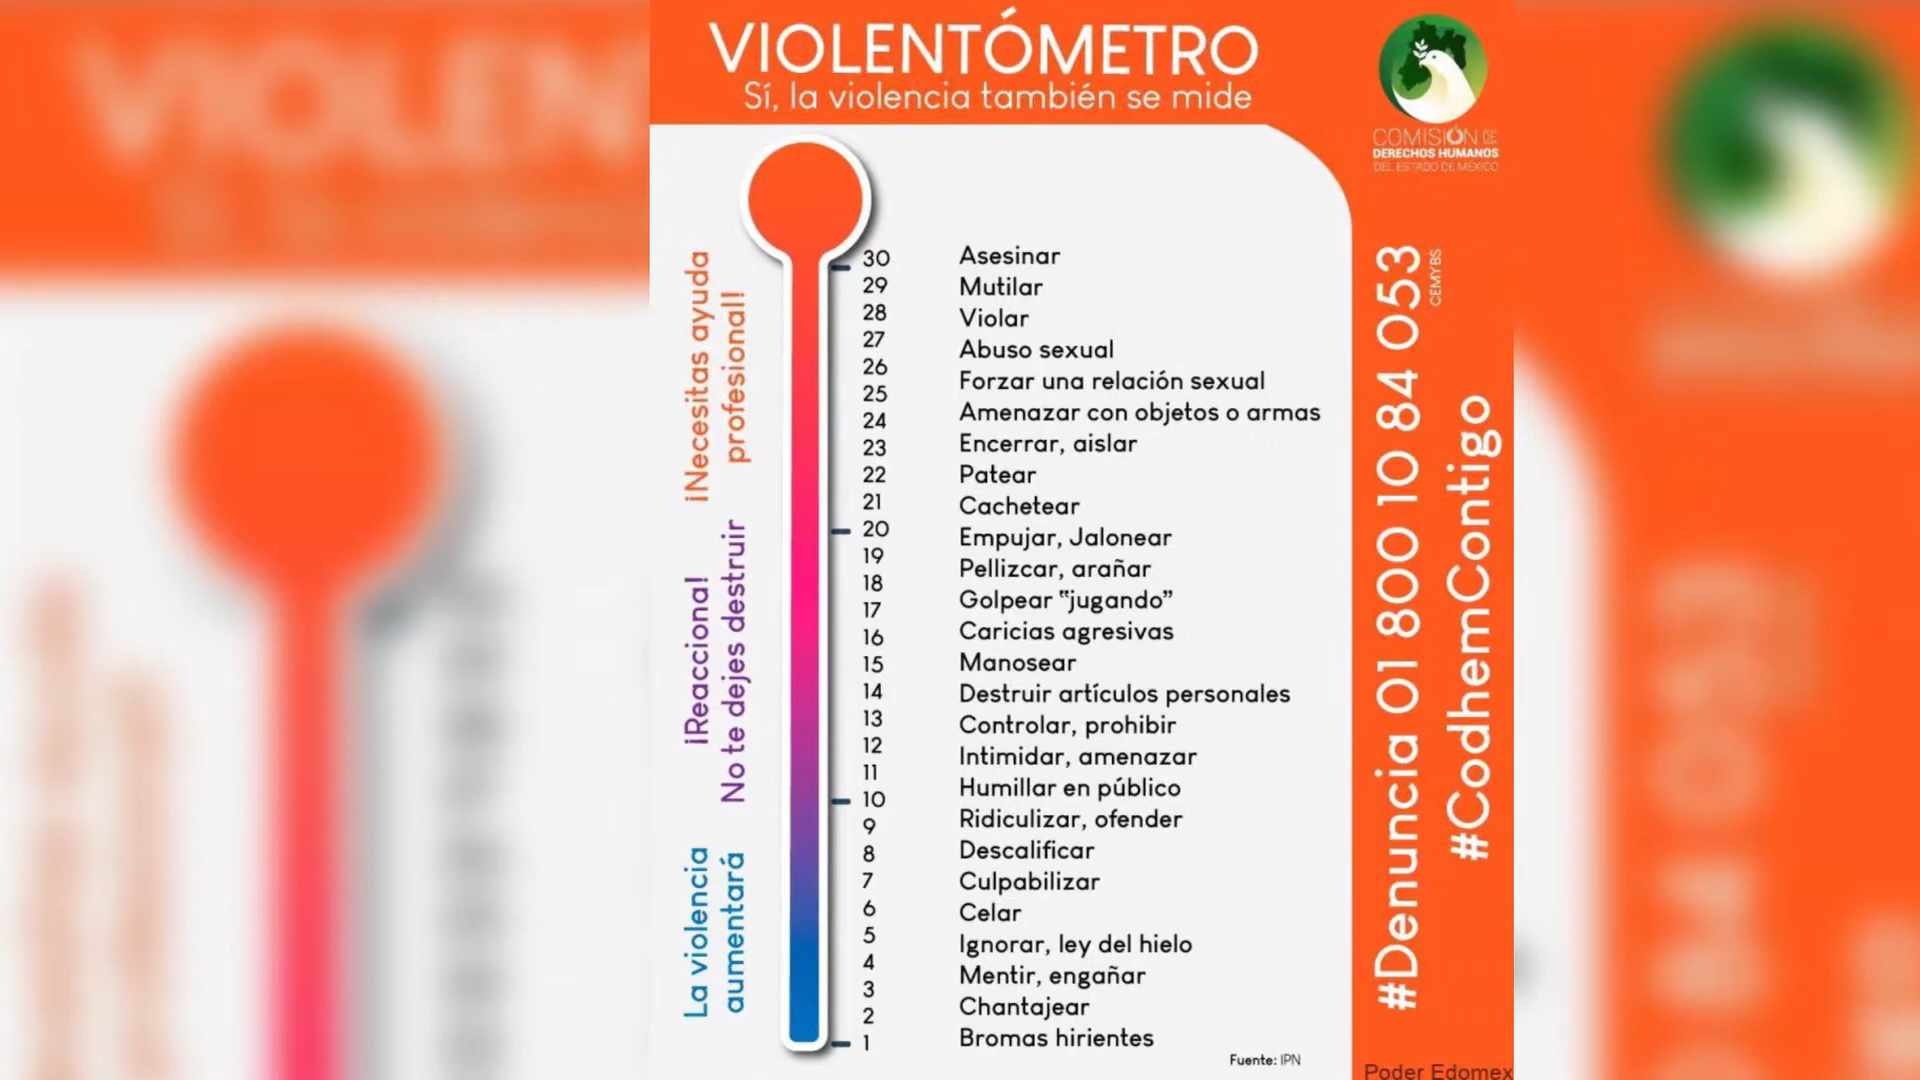 VIOLENTÓMETRO
Sí, la violencia también se mide
COMISIÓN DE
DERECHOS HUMANOS
DEL ESTADO DE MÉXICO
30
29
28
27
26
25
24
23
22
21
20
19
18
17
16
15
14
13
12
11
10
9
8
7
6
5
4
3
2
1
Asesinar
Mutilar
Violar
Abuso sexual
Forzar una relación sexual
Amenazar con objetos o armas
Encerrar, aislar
Patear
Cachetear
Empujar, Jalonear
Pellizcar, arañar
Golpear “jugando”
Caricias agresivas
Manosear
Destruir artículos personales
Controlar, prohibir
Intimidar, amenazar
Humillar en público
Ridiculizar, ofender
Descalificar
Culpabilizar
Celar
Ignorar, ley del hielo
Mentir, engañar
Chantajear
Bromas hirientes
¡Necesitas ayuda
profesional!
¡Reacciona!
No te dejes destruir
La violencia
aumentará
#Denuncia 01 800 10 84 053
CEMYBS
#CodhemContigo
Fuente: IPN
Poder Edomex
VIOLEN